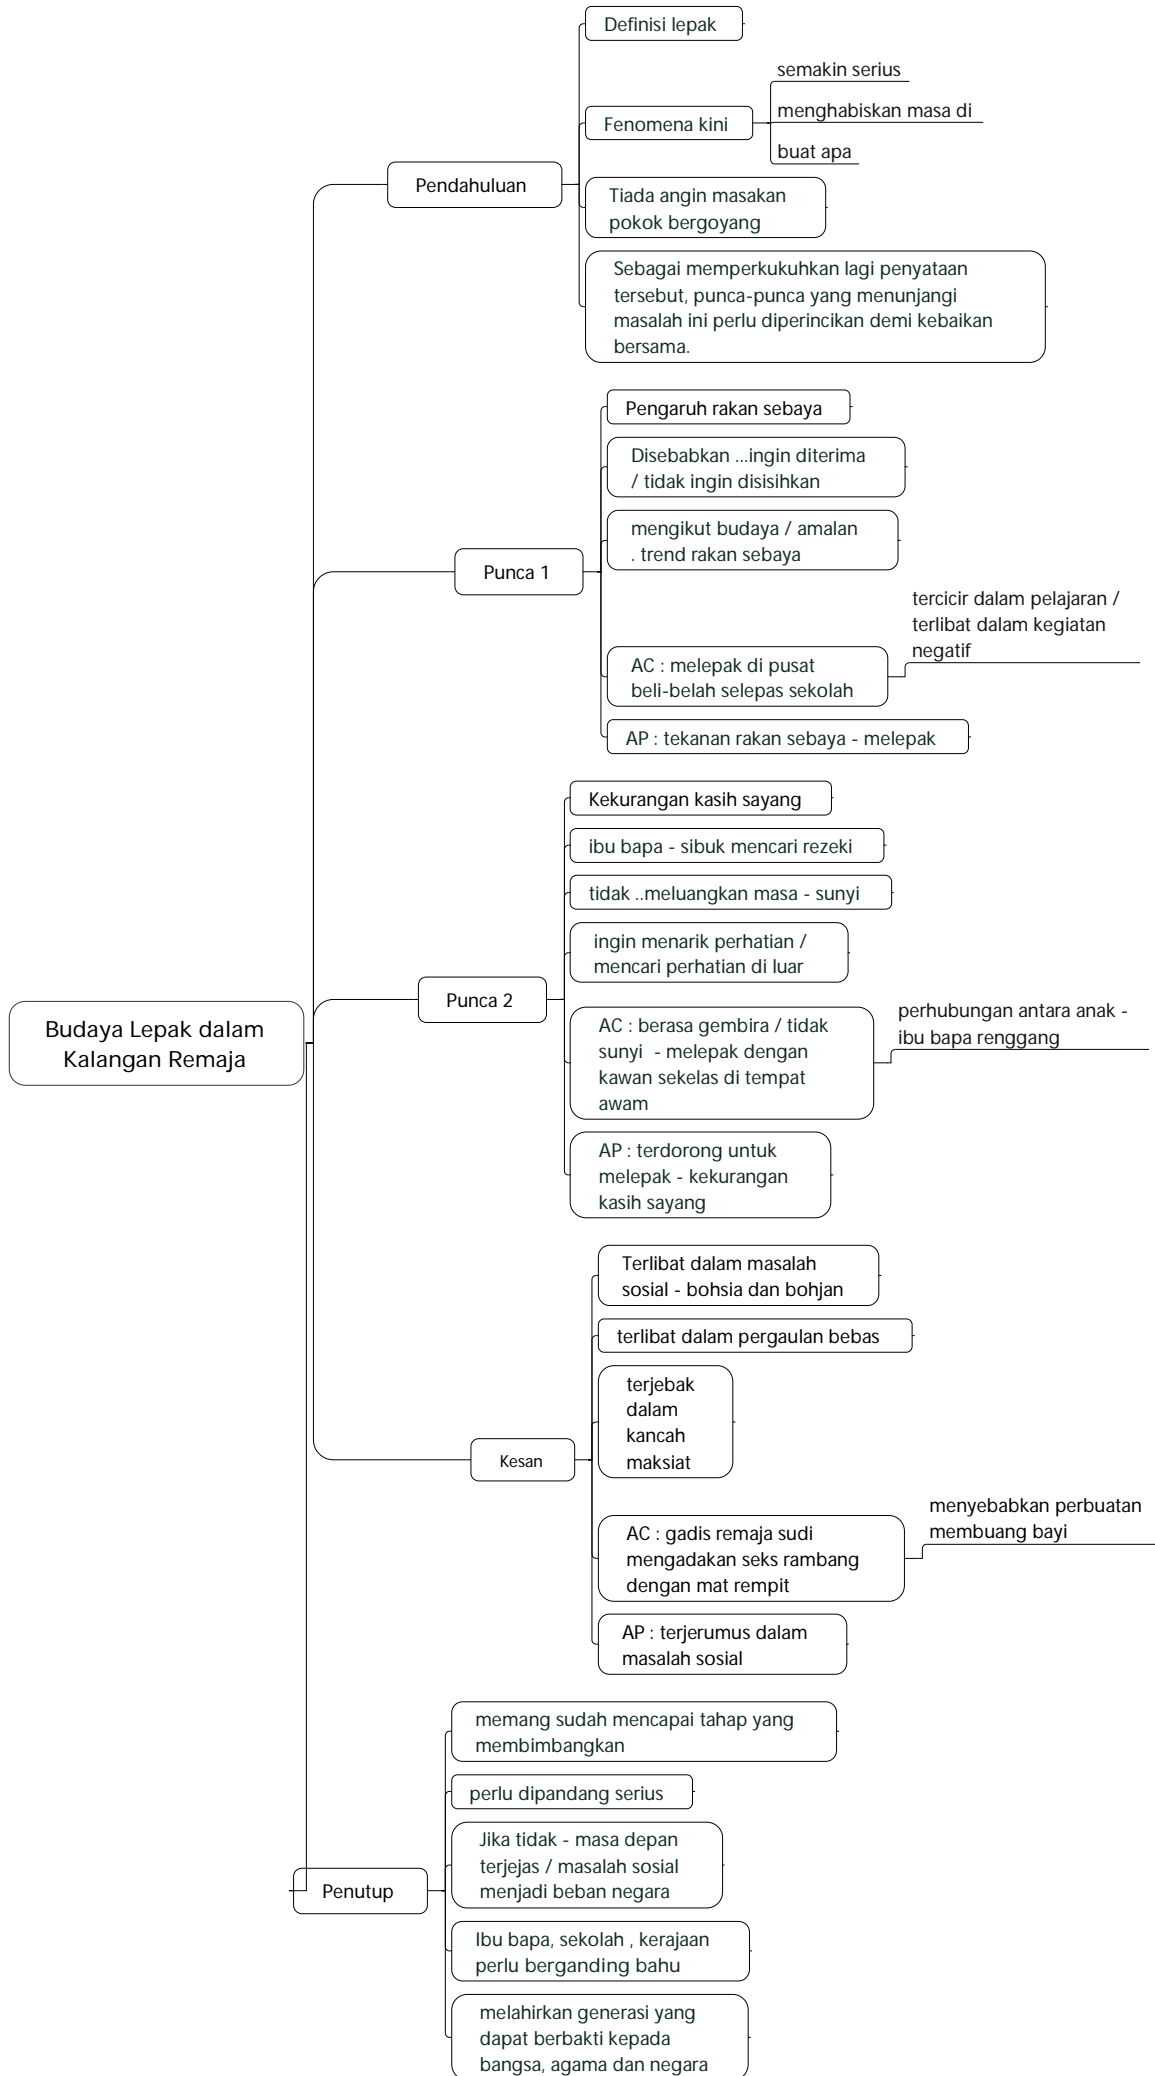 Budaya Lepak dalam
Kalangan Remaja
Pendahuluan
Definisi lepak
Fenomena kini
semakin serius
menghabiskan masa di
buat apa
Tiada angin masakan
pokok bergoyang
Sebagai memperkukuhkan lagi penyataan
tersebut, punca-punca yang menunjangi
masalah ini perlu diperincikan demi kebaikan
bersama.
Punca 1
Pengaruh rakan sebaya
Disebabkan ...ingin diterima
/ tidak ingin disisihkan
mengikut budaya / amalan
. trend rakan sebaya
AC : melepak di pusat
beli-belah selepas sekolah
tercicir dalam pelajaran /
terlibat dalam kegiatan
negatif
AP : tekanan rakan sebaya - melepak
Punca 2
Kekurangan kasih sayang
ibu bapa - sibuk mencari rezeki
tidak ..meluangkan masa - sunyi
ingin menarik perhatian /
mencari perhatian di luar
AC : berasa gembira / tidak
sunyi - melepak dengan
kawan sekelas di tempat
awam
perhubungan antara anak -
ibu bapa renggang
AP : terdorong untuk
melepak - kekurangan
kasih sayang
Kesan
Terlibat dalam masalah
sosial - bohsia dan bohjan
terlibat dalam pergaulan bebas
terjebak
dalam
kancah
maksiat
AC : gadis remaja sudi
mengadakan seks rambang
dengan mat rempit
menyebabkan perbuatan
membuang bayi
AP : terjerumus dalam
masalah sosial
Penutup
memang sudah mencapai tahap yang
membimbangkan
perlu dipandang serius
Jika tidak - masa depan
terjejas / masalah sosial
menjadi beban negara
Ibu bapa, sekolah , kerajaan
perlu berganding bahu
melahirkan generasi yang
dapat berbakti kepada
bangsa, agama dan negara